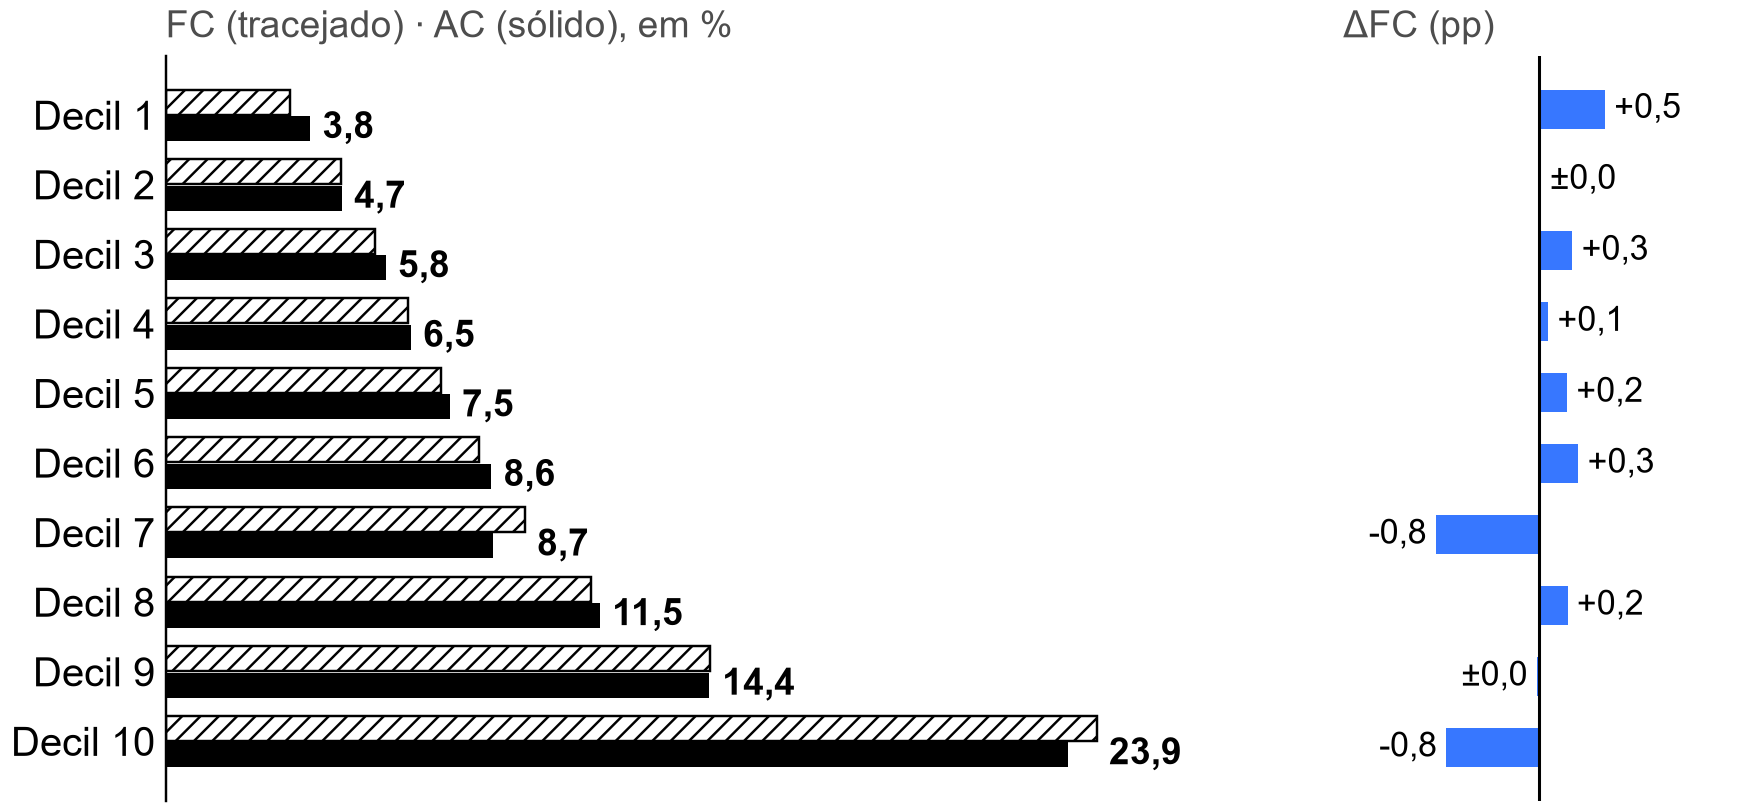 FC (tracejado) · AC (sólido), em % ΔFC (pp)
Decil 1 3,8 +0,5
Decil 2 4,7 ±0,0
Decil 3 5,8 +0,3
Decil 4 6,5 +0,1
Decil 5 7,5 +0,2
Decil 6 8,6 +0,3
Decil 7 8,7 -0,8
Decil 8 11,5 +0,2
Decil 9 14,4 ±0,0
Decil 10 23,9 -0,8